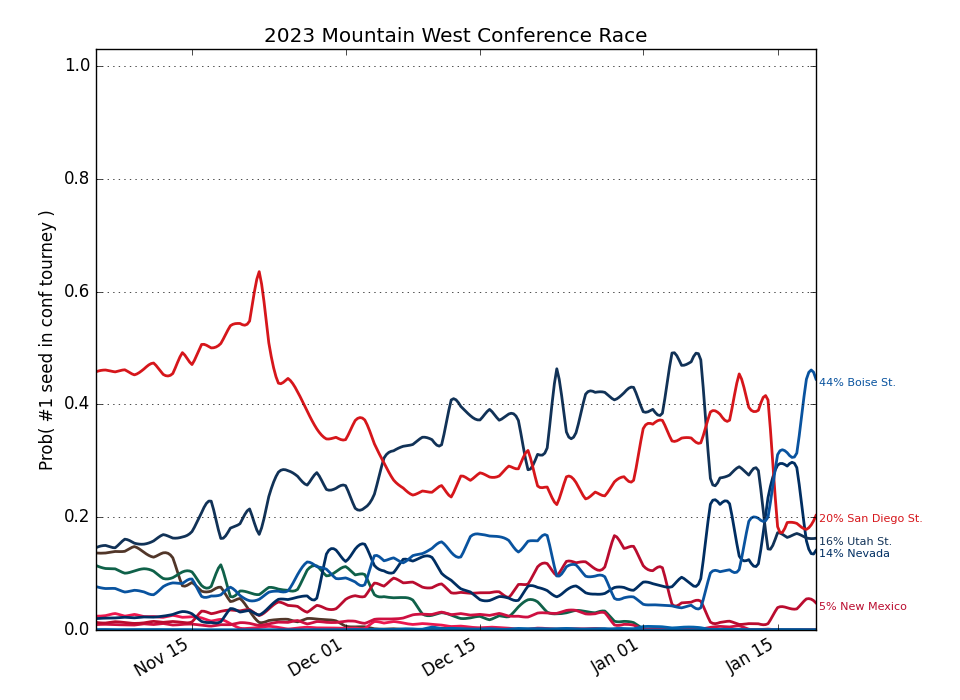 2023 Mountain West Conference Race
Prob( #1 seed in conf tourney )
1.0
0.8
0.6
0.4
0.2
0.0
Nov 15
Dec 01
Dec 15
Jan 01
Jan 15
44% Boise St.
20% San Diego St.
16% Utah St.
14% Nevada
5% New Mexico